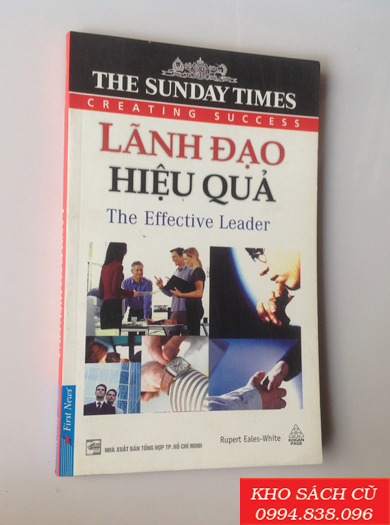 THE SUNDAY TIMES
CREATING SUCCESS
LÃNH ĐẠO
HIỆU QUẢ
The Effective Leader
First News
NHÀ XUẤT BẢN TỔNG HỢP TP. HỒ CHÍ MINH
Rupert Eales-White
KOGAN
PAGE
KHO SÁCH CŨ
0994.838.096